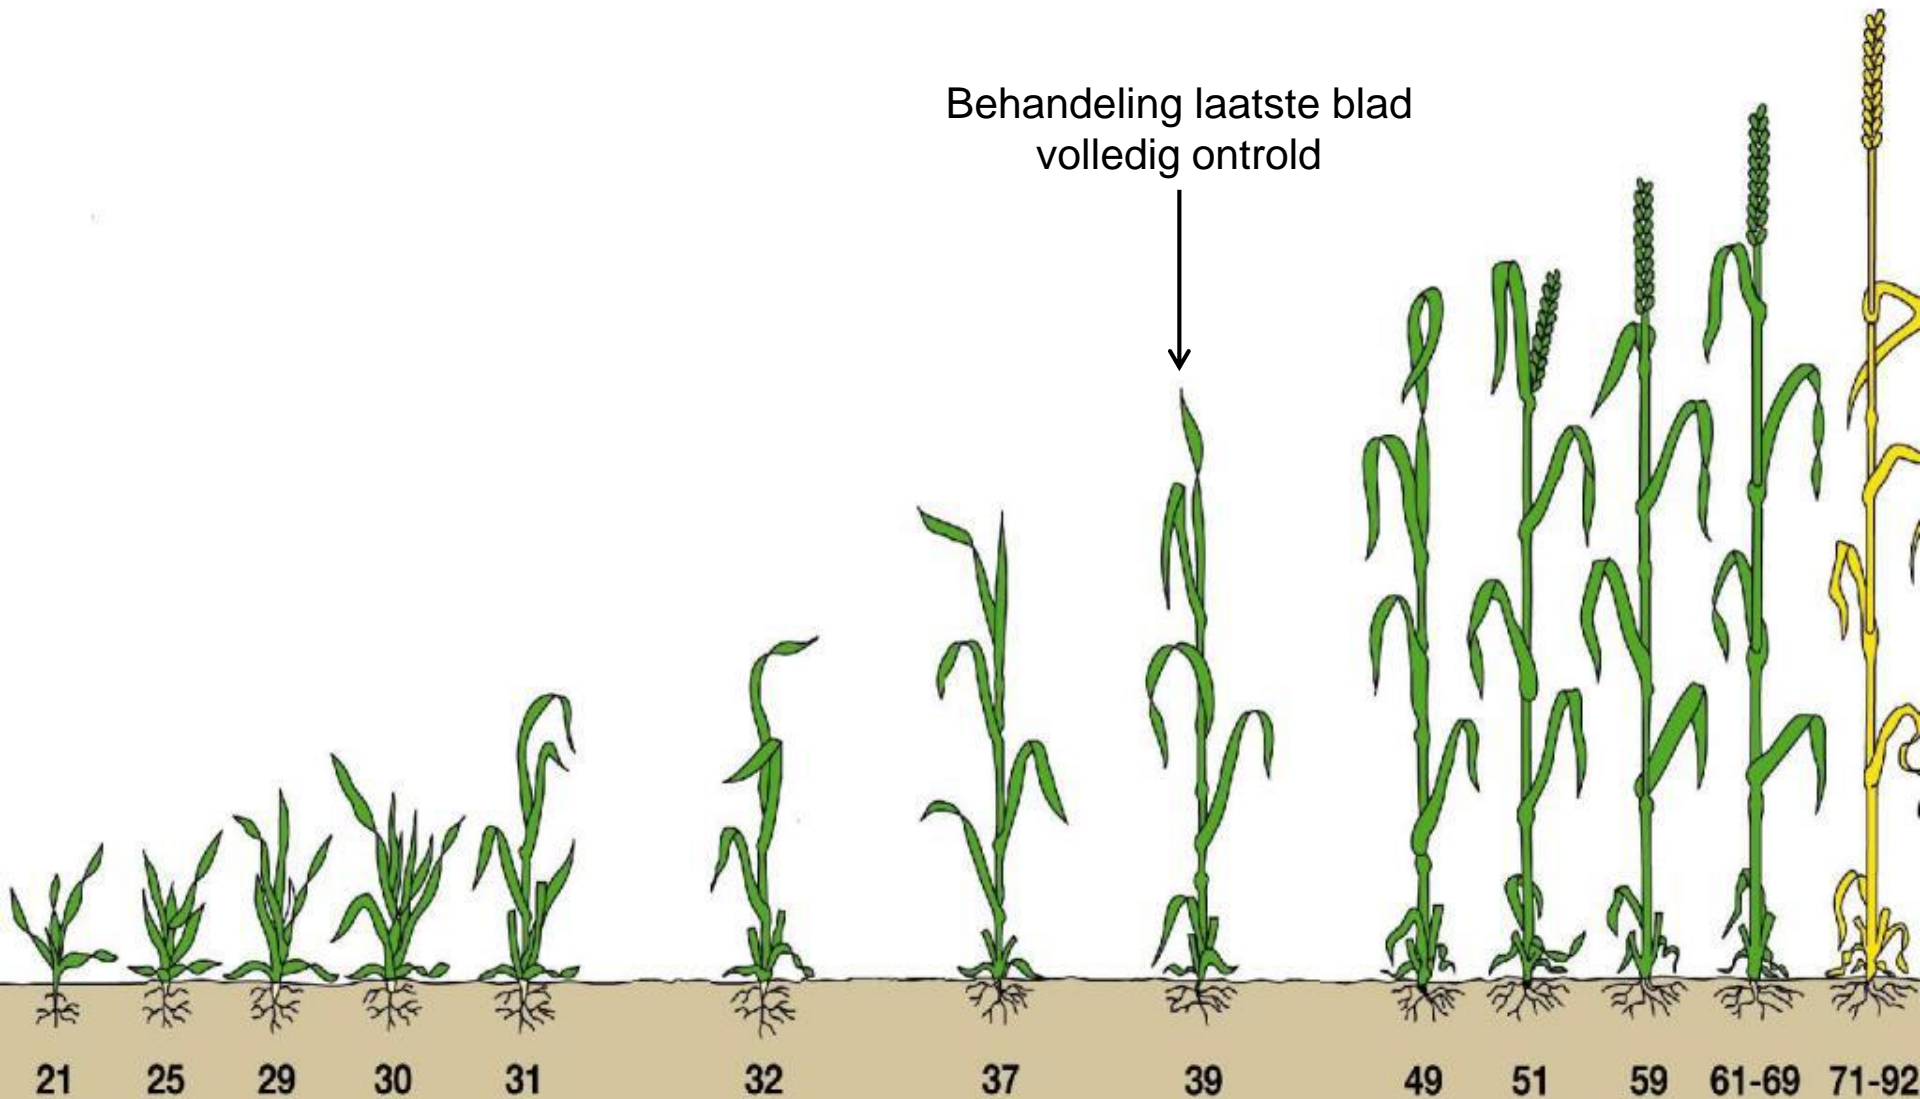 Behandeling laatste blad
volledig ontrold
21 25 29 30 31 32 37 39 49 51 59 61-69 71-92